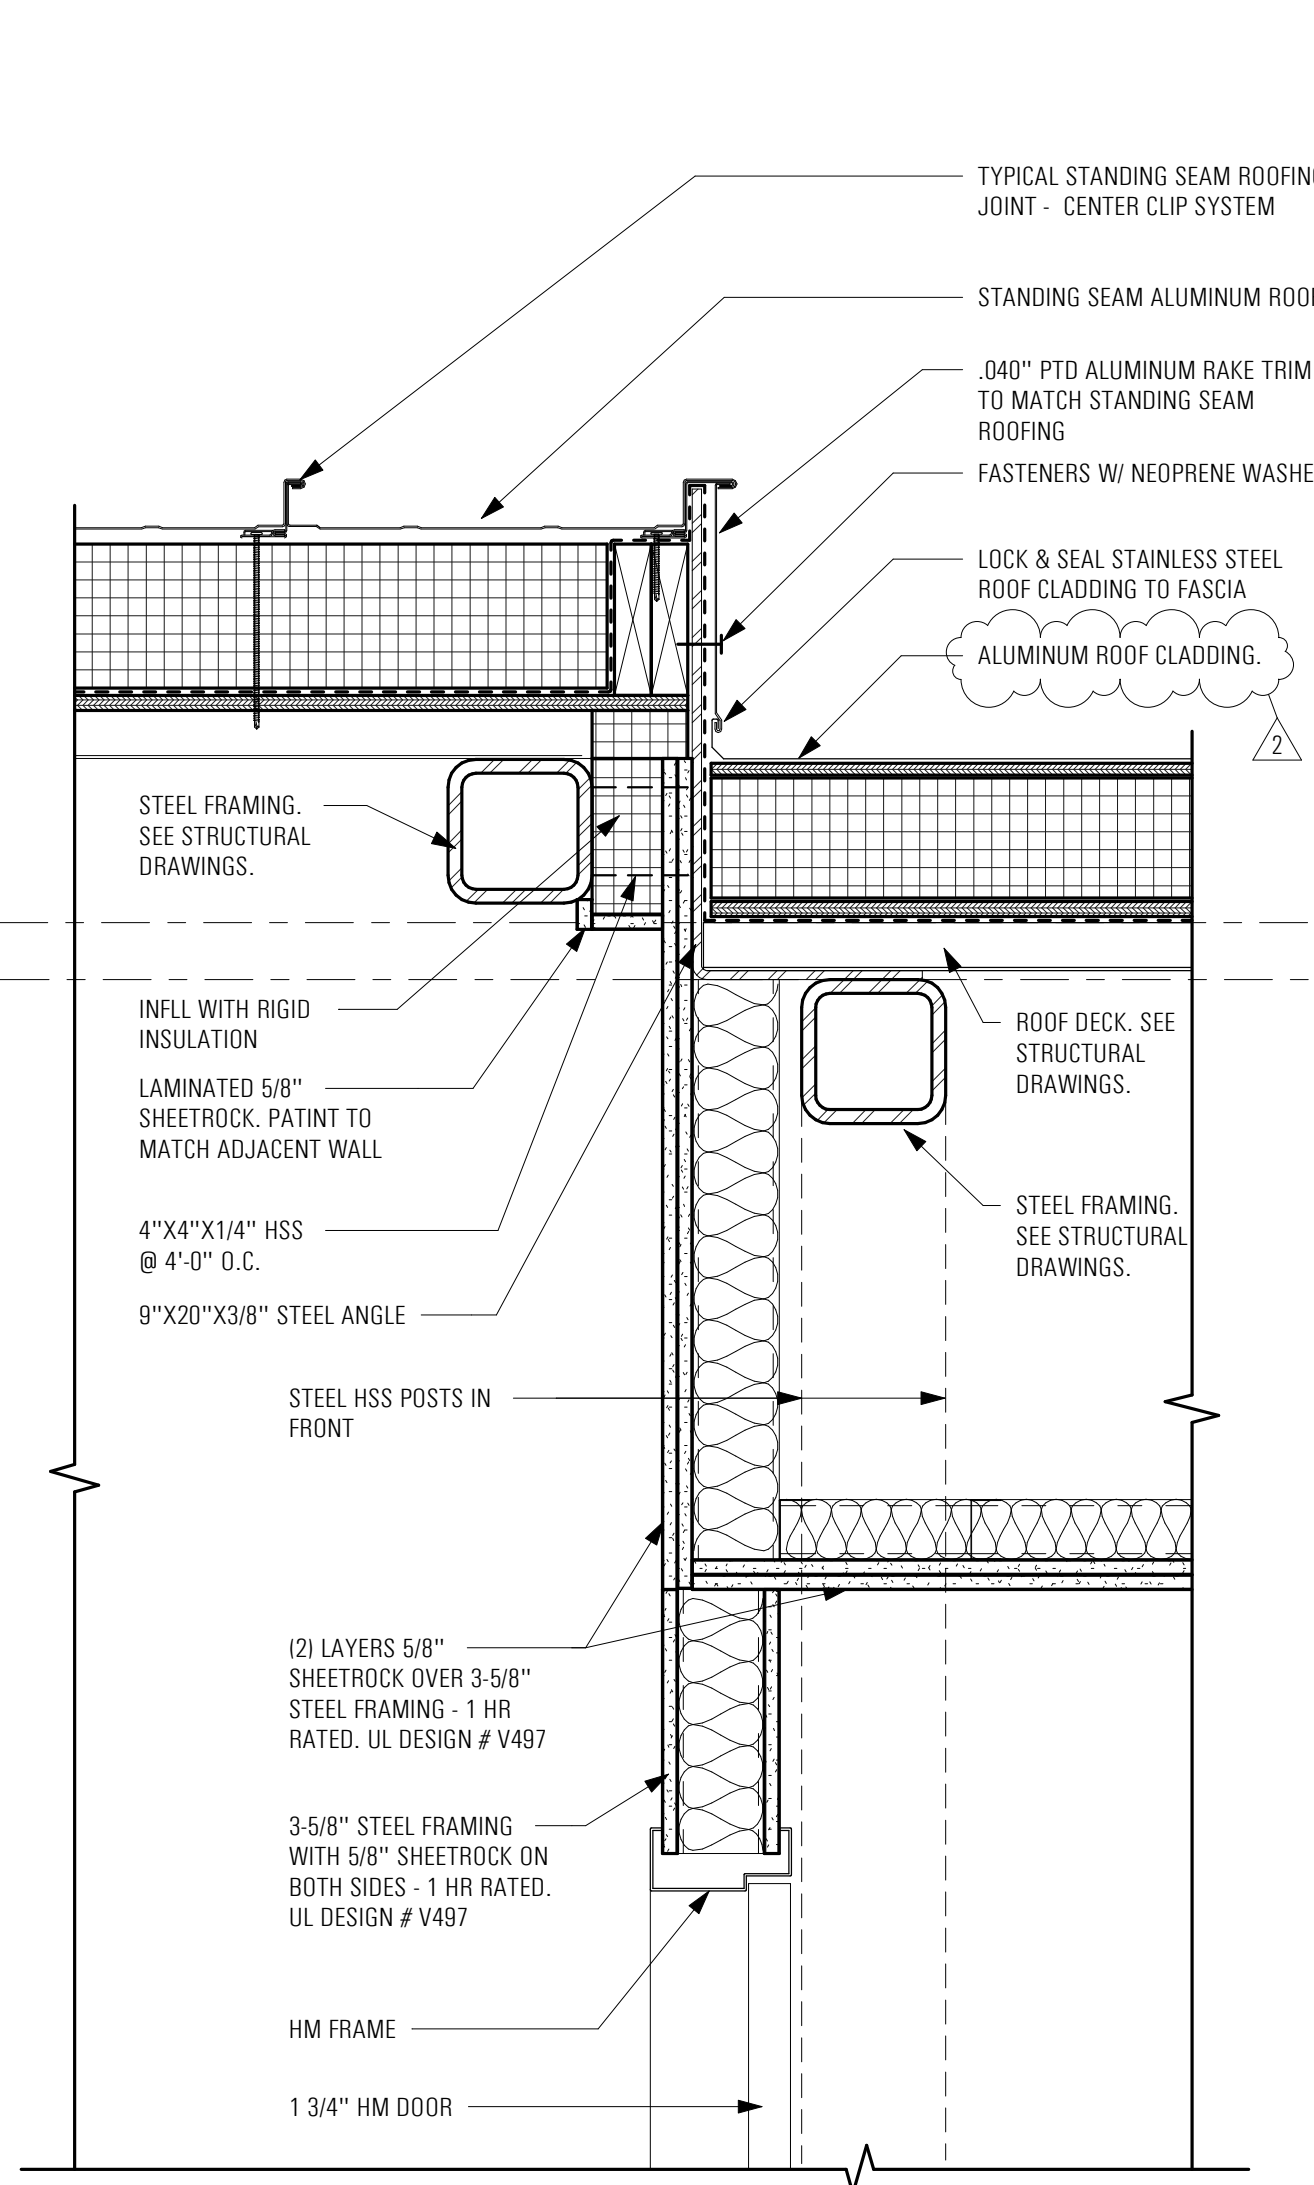 TYPICAL STANDING SEAM ROOFING
JOINT - CENTER CLIP SYSTEM
STANDING SEAM ALUMINUM ROOF
.040" PTD ALUMINUM RAKE TRIM
TO MATCH STANDING SEAM
ROOFING
FASTENERS W/ NEOPRENE WASHE
LOCK & SEAL STAINLESS STEEL
ROOF CLADDING TO FASCIA
ALUMINUM ROOF CLADDING.
2
STEEL FRAMING.
SEE STRUCTURAL
DRAWINGS.
INFLL WITH RIGID
INSULATION
LAMINATED 5/8"
SHEETROCK. PATINT TO
MATCH ADJACENT WALL
4"X4"X1/4" HSS
@ 4'-0" O.C.
9"X20"X3/8" STEEL ANGLE
ROOF DECK. SEE
STRUCTURAL
DRAWINGS.
STEEL FRAMING.
SEE STRUCTURAL
DRAWINGS.
STEEL HSS POSTS IN
FRONT
(2) LAYERS 5/8"
SHEETROCK OVER 3-5/8"
STEEL FRAMING - 1 HR
RATED. UL DESIGN # V497
3-5/8" STEEL FRAMING
WITH 5/8" SHEETROCK ON
BOTH SIDES - 1 HR RATED.
UL DESIGN # V497
HM FRAME
1 3/4" HM DOOR